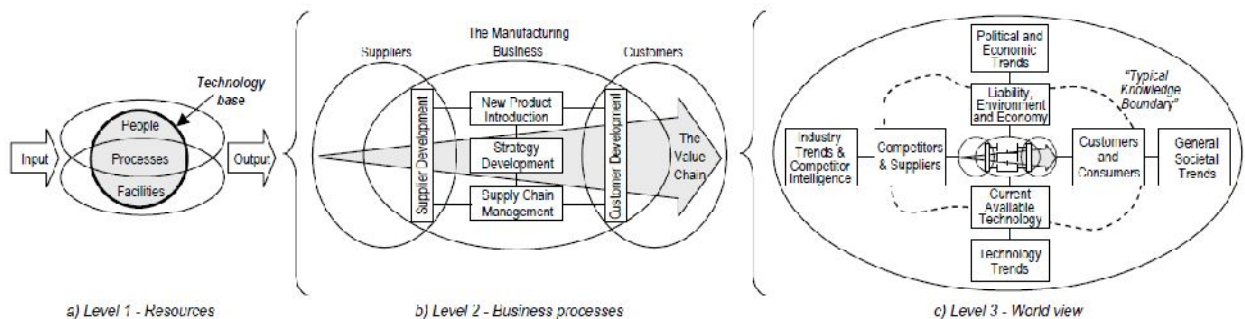 Technology
base
People
Processes
Facilities
Input
Output
a) Level 1 - Resources
The Manufacturing
Business
Suppliers
Customers
Supplier Development
New Product
Introduction
Strategy
Development
Supply Chain
Management
Customer Development
The
Value
Chain
b) Level 2 - Business processes
Political and
Economic
Trends
"Typical
Knowledge
Boundary"
Liability,
Environment
and Economy
Industry
Trends &
Competitor
Intelligence
Competitors
& Suppliers
Customers
and
Consumers
General
Societal
Trends
Current
Available
Technology
Technology
Trends
c) Level 3 - World view